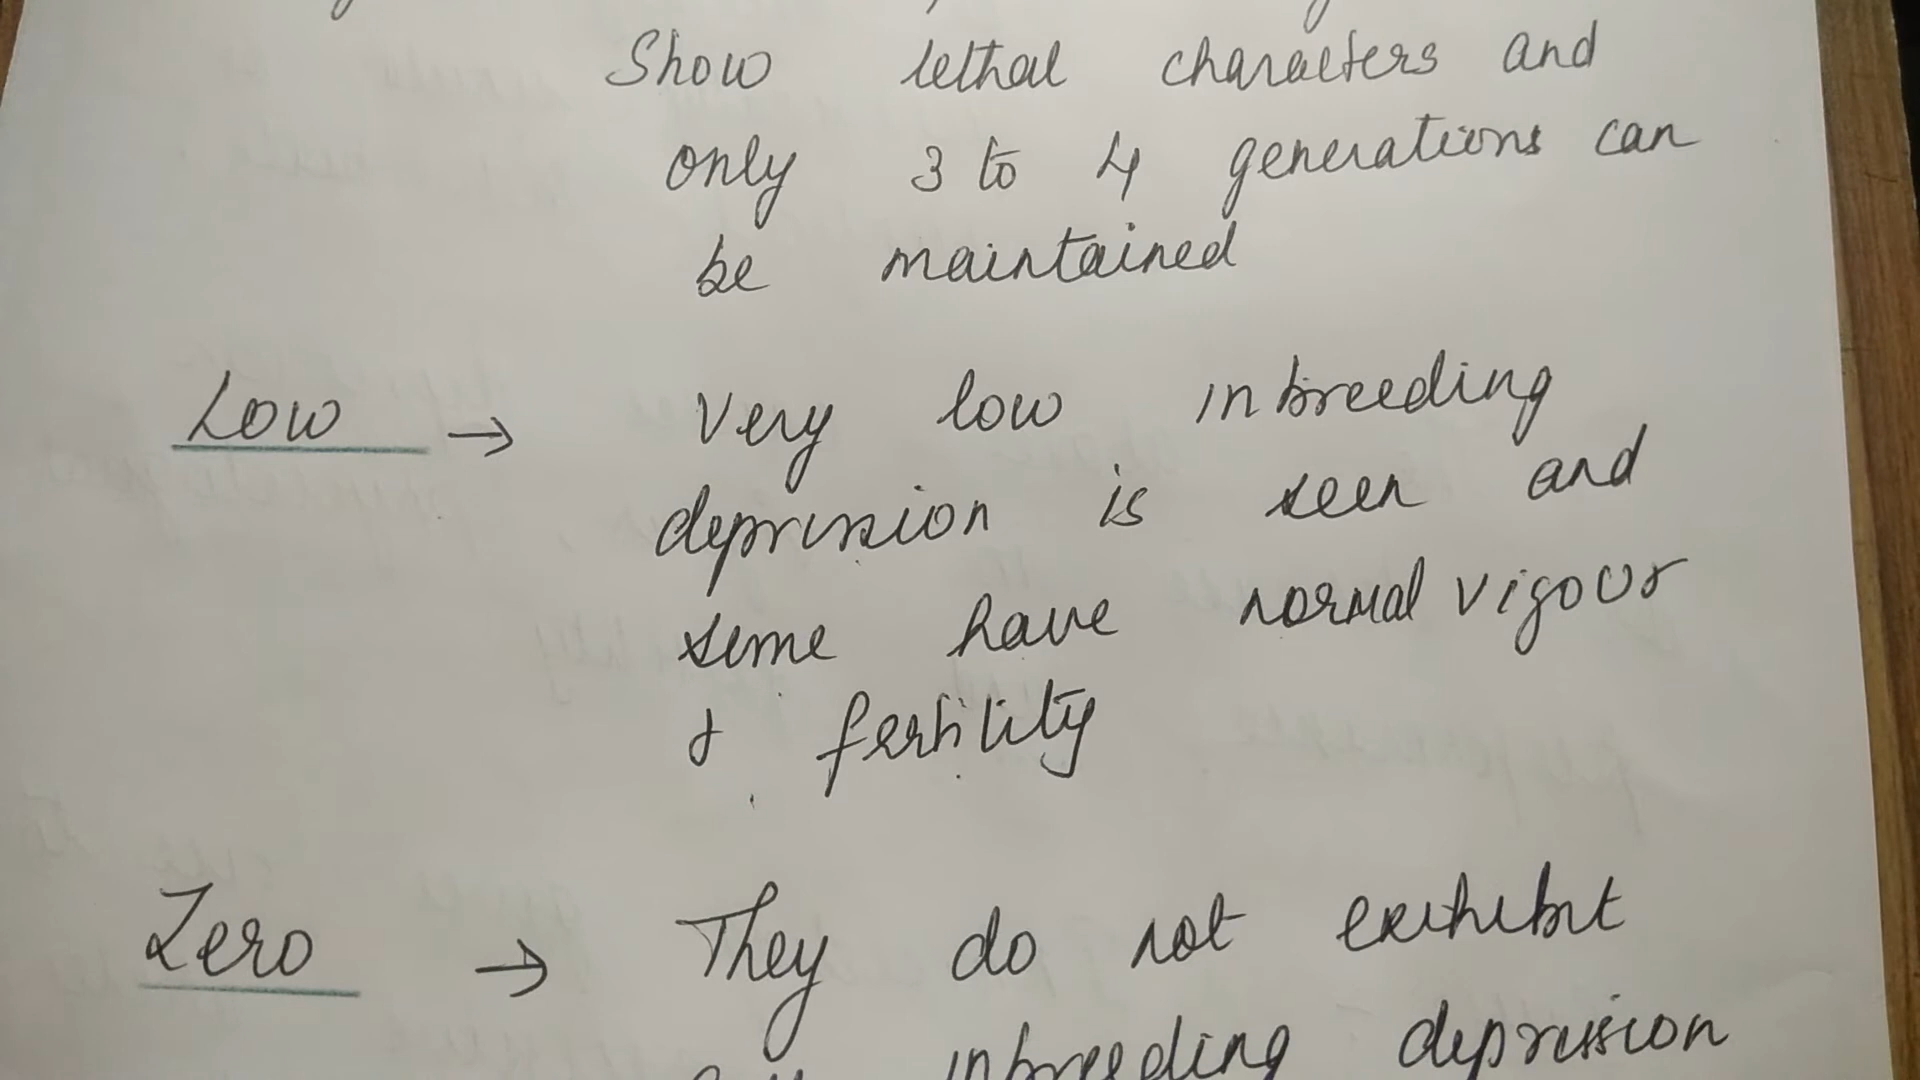 Show lethal characters and
only 3 to 4 generations can
be maintained
Low → Very low inbreeding
depression is seen and
some have normal vigour
& fertility
Zero → They do not exhibit
inbreeding depression